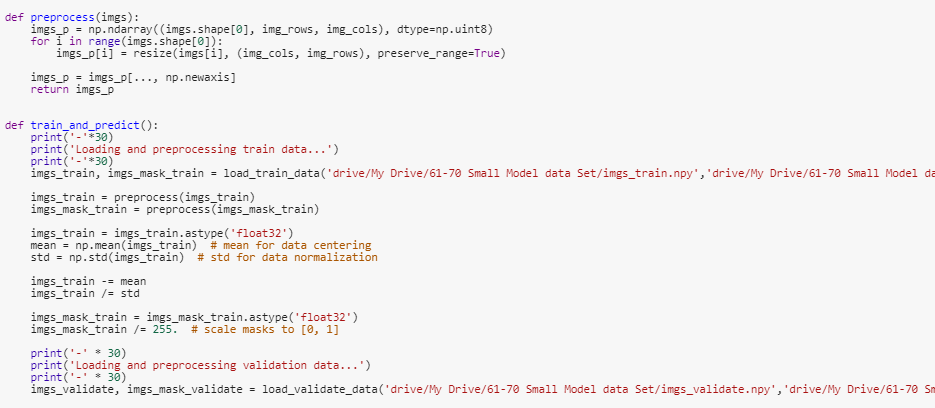 def preprocess(imgs):
    imgs_p = np.ndarray((imgs.shape[0], img_rows, img_cols), dtype=np.uint8)
    for i in range(imgs.shape[0]):
        imgs_p[i] = resize(imgs[i], (img_cols, img_rows), preserve_range=True)

    imgs_p = imgs_p[..., np.newaxis]
    return imgs_p


def train_and_predict():
    print('-'*30)
    print('Loading and preprocessing train data...')
    print('-'*30)
    imgs_train, imgs_mask_train = load_train_data('drive/My Drive/61-70 Small Model data Set/imgs_train.npy','drive/My Drive/61-70 Small Model da

    imgs_train = preprocess(imgs_train)
    imgs_mask_train = preprocess(imgs_mask_train)

    imgs_train = imgs_train.astype('float32')
    mean = np.mean(imgs_train)  # mean for data centering
    std = np.std(imgs_train)  # std for data normalization

    imgs_train -= mean
    imgs_train /= std

    imgs_mask_train = imgs_mask_train.astype('float32')
    imgs_mask_train /= 255.  # scale masks to [0, 1]

    print('-' * 30)
    print('Loading and preprocessing validation data...')
    print('-' * 30)
    imgs_validate, imgs_mask_validate = load_validate_data('drive/My Drive/61-70 Small Model data Set/imgs_validate.npy','drive/My Drive/61-70 Sm